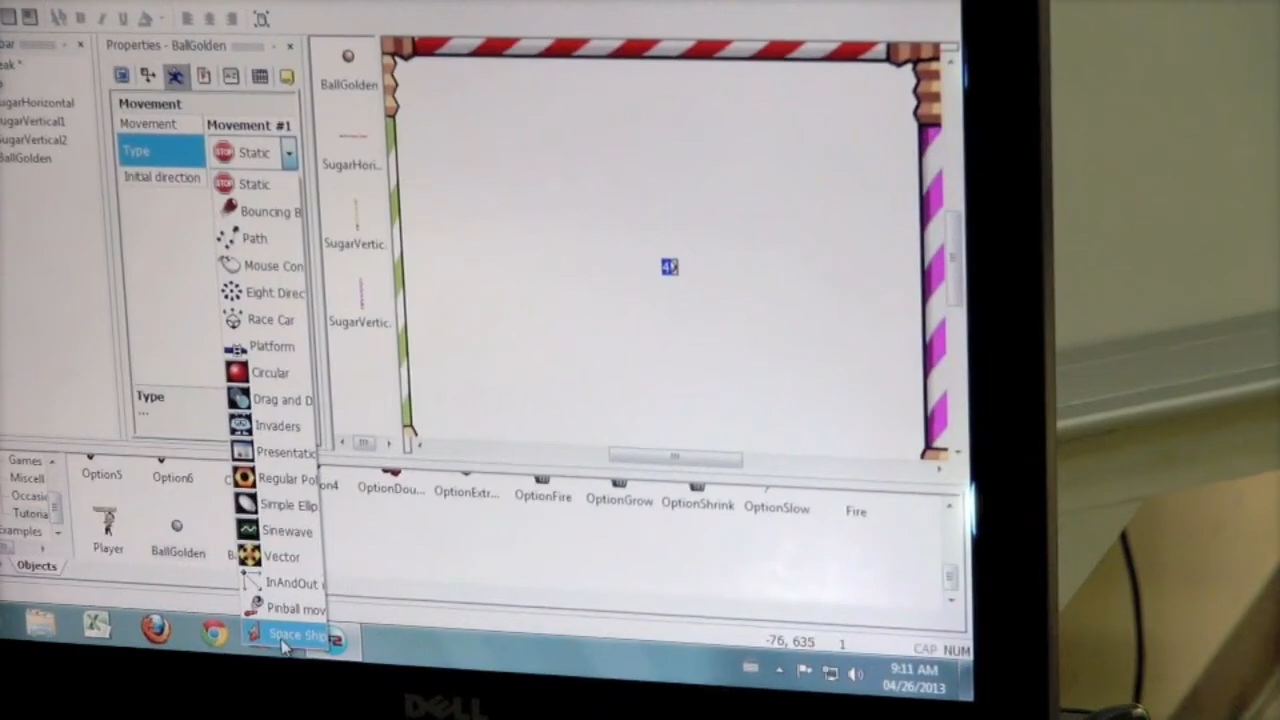 Properties - BallGolden
BallGolden
Movement
Movement
Movement #1
Type
Static
Initial direction
Static
Bouncing B
Path
Mouse Con
Eight Direc
Race Car
Platform
Circular
Drag and D
Invaders
Presentatic
Regular Pol
Simple Ellip
Sinewave
Vector
InAndOut
Pinball mov
Space Ship
Type
...
SugarHorizontal
SugarVertical1
SugarVertical2
BallGolden
SugarHori...
SugarVertic.
SugarVertic.
Games
Miscell
Occasi
Tutoria
Examples
Objects
Option5
Option6
OptionDou...
OptionExtr...
OptionFire
OptionGrow
OptionShrink
OptionSlow
Fire
Player
BallGolden
-76, 635
1
CAP
NUM
9:11 AM
04/26/2013
DELL